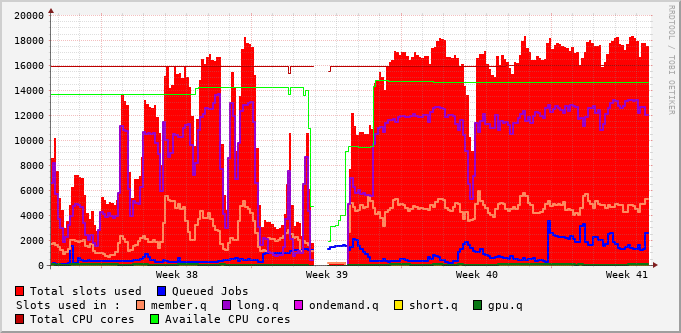 RRDTOOL / TOBI OETIKER
20000
18000
16000
14000
12000
10000
8000
6000
4000
2000
0
Week 38 Week 39 Week 40 Week 41
Total slots used Queued Jobs
Slots used in : member.q long.q ondemand.q short.q gpu.q
Total CPU cores Availale CPU cores